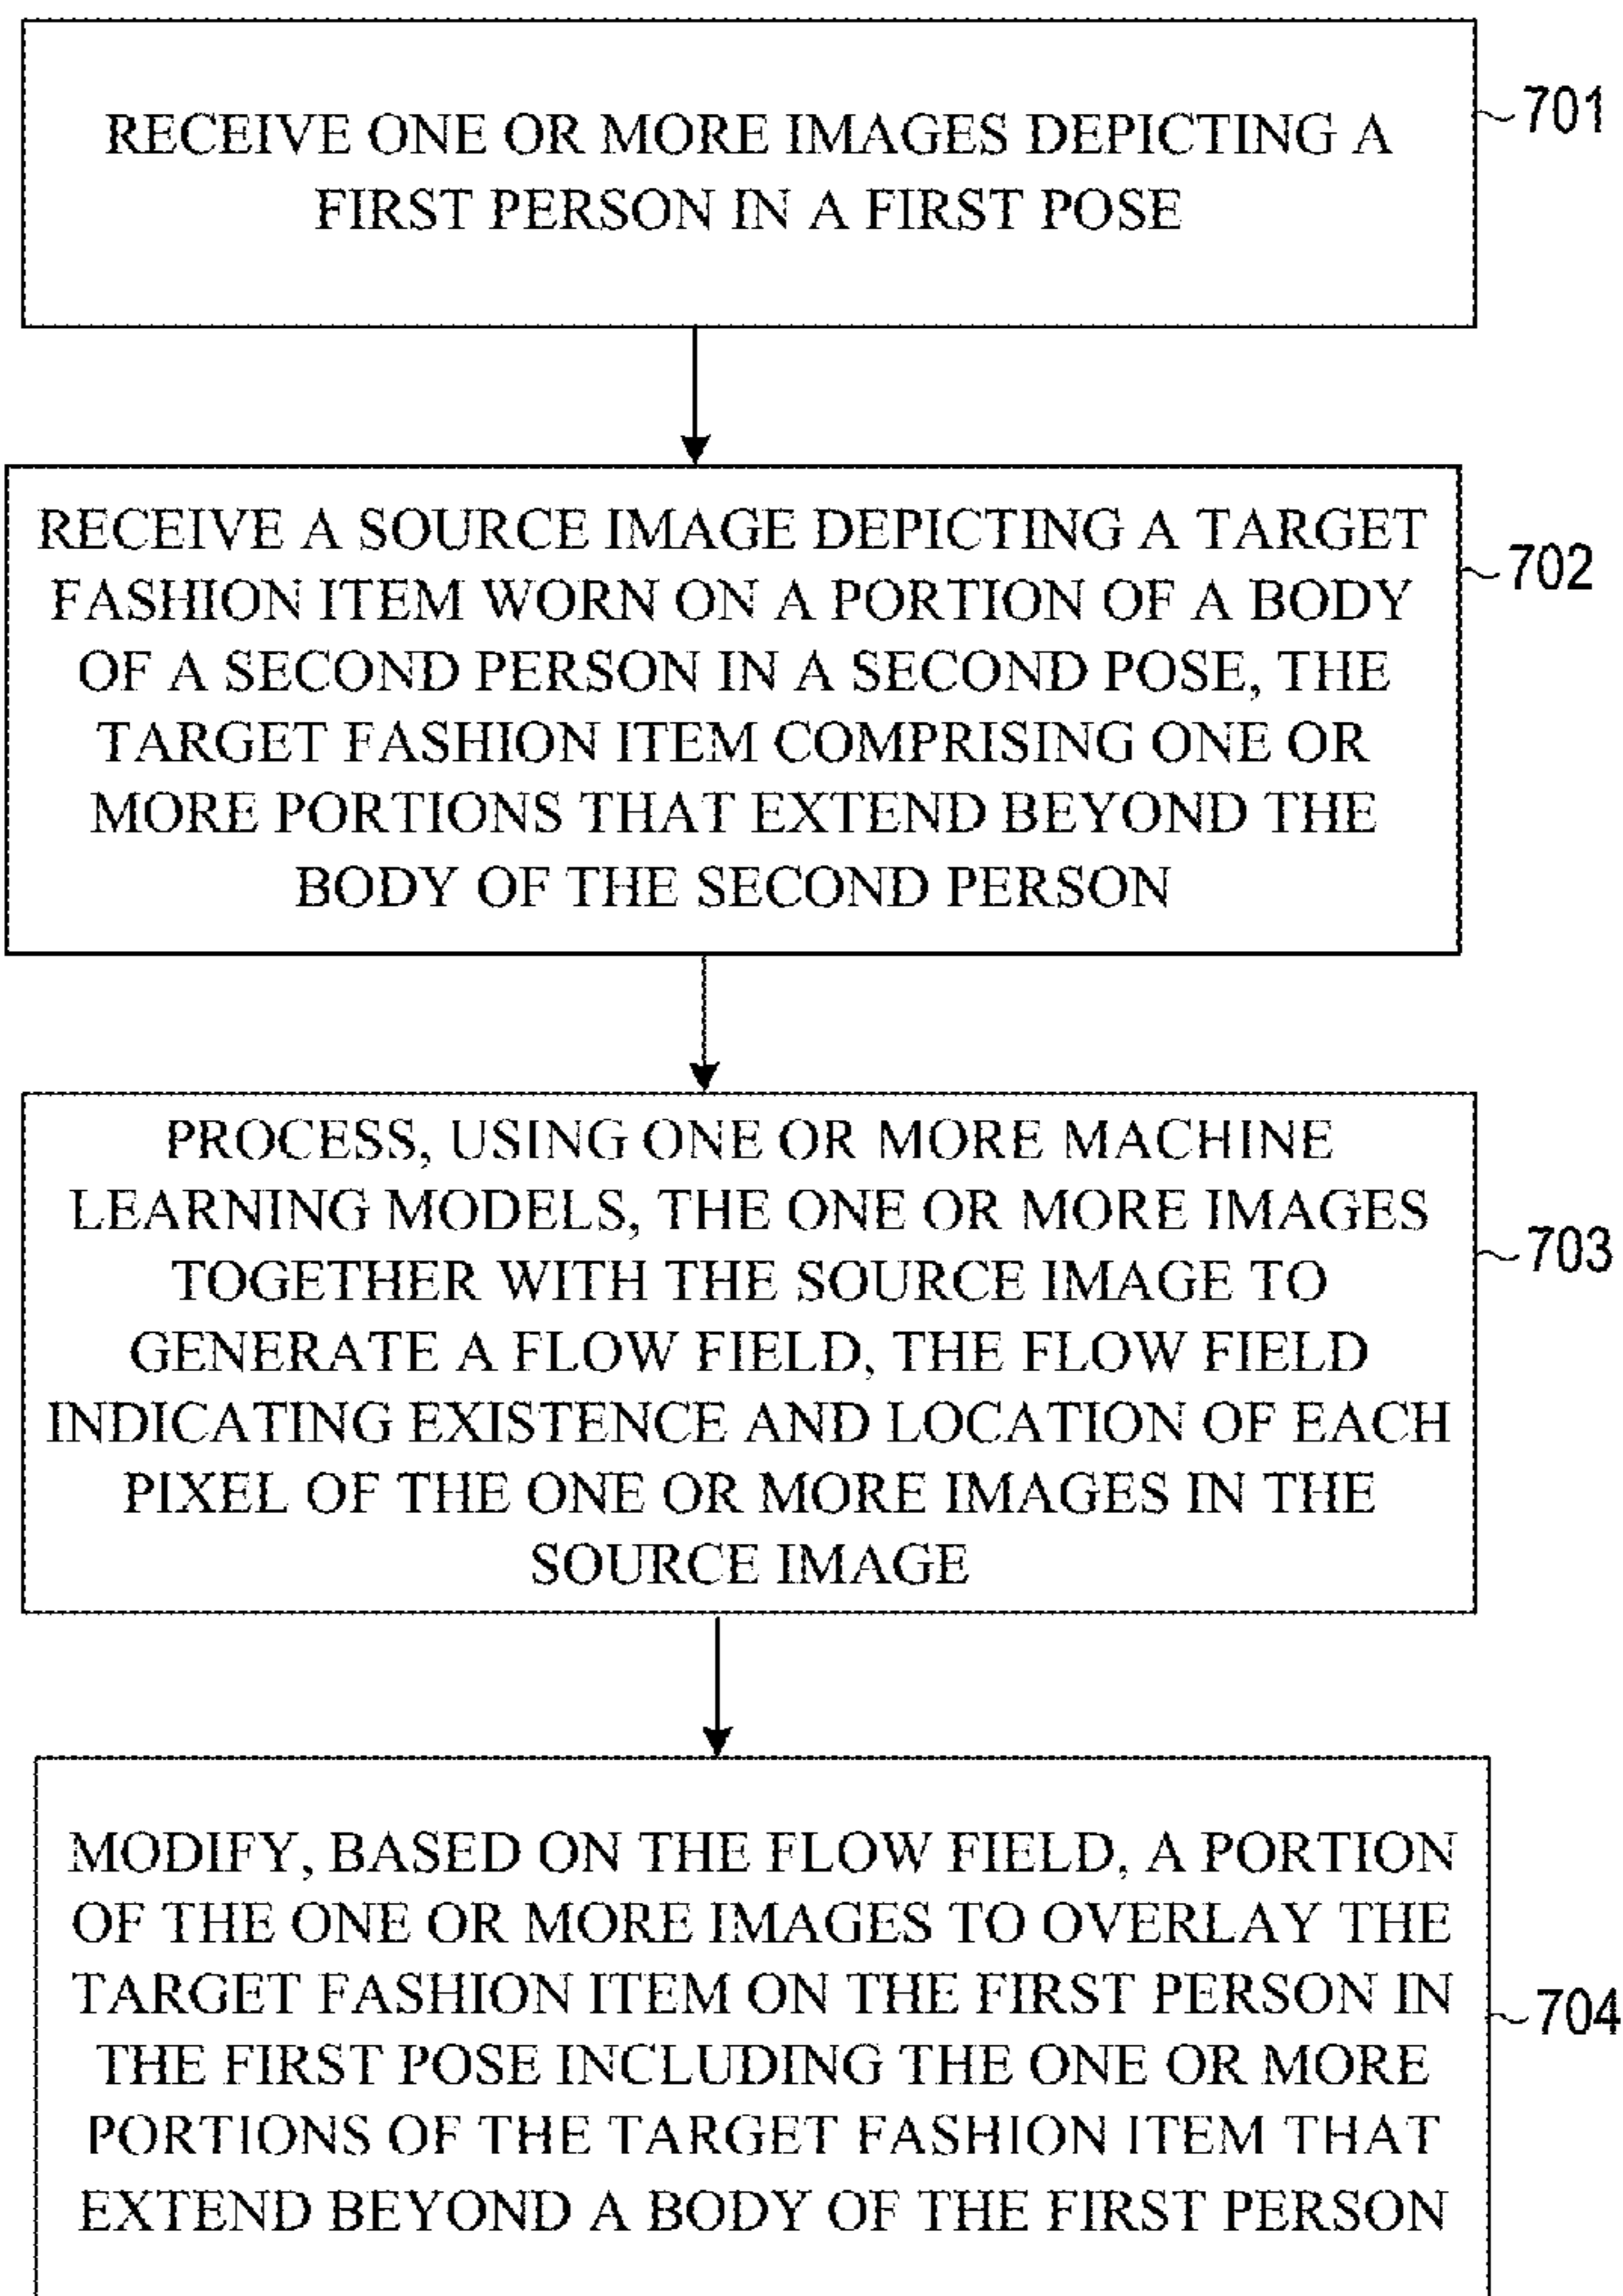 RECEIVE ONE OR MORE IMAGES DEPICTING A
FIRST PERSON IN A FIRST POSE
701
RECEIVE A SOURCE IMAGE DEPICTING A TARGET
FASHION ITEM WORN ON A PORTION OF A BODY
OF A SECOND PERSON IN A SECOND POSE, THE
TARGET FASHION ITEM COMPRISING ONE OR
MORE PORTIONS THAT EXTEND BEYOND THE
BODY OF THE SECOND PERSON
702
PROCESS, USING ONE OR MORE MACHINE
LEARNING MODELS, THE ONE OR MORE IMAGES
TOGETHER WITH THE SOURCE IMAGE TO
GENERATE A FLOW FIELD, THE FLOW FIELD
INDICATING EXISTENCE AND LOCATION OF EACH
PIXEL OF THE ONE OR MORE IMAGES IN THE
SOURCE IMAGE
703
MODIFY, BASED ON THE FLOW FIELD, A PORTION
OF THE ONE OR MORE IMAGES TO OVERLAY THE
TARGET FASHION ITEM ON THE FIRST PERSON IN
THE FIRST POSE INCLUDING THE ONE OR MORE
PORTIONS OF THE TARGET FASHION ITEM THAT
EXTEND BEYOND A BODY OF THE FIRST PERSON
704